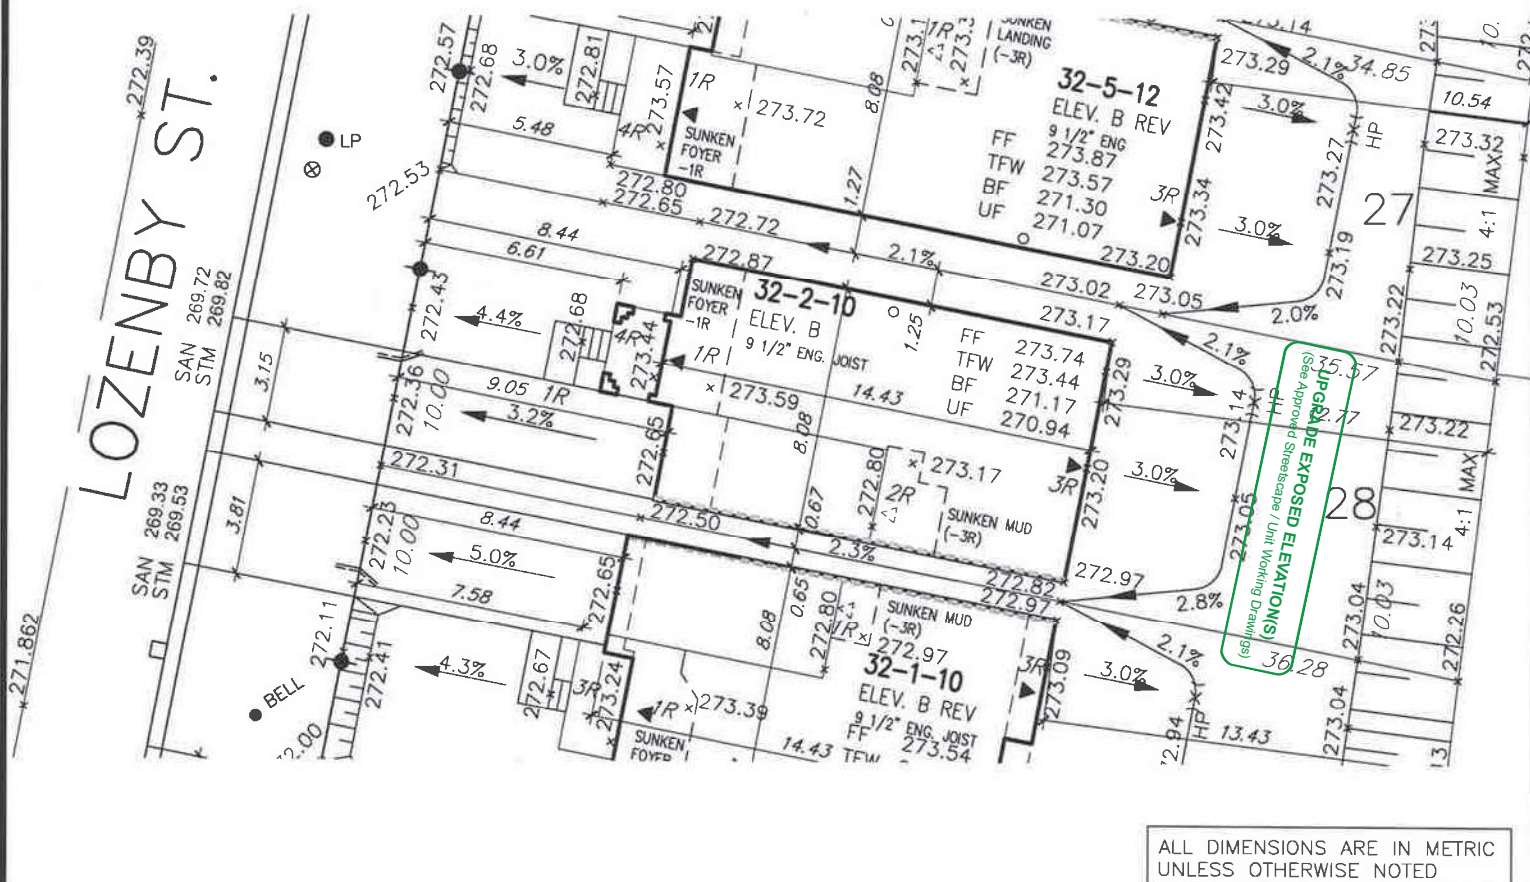 LOZENBY ST.
272.39
271.862
LP
BELL
SAN 269.72
STM 269.82
SAN 269.33
STM 269.53
3.15
3.81
272.57
272.68
3.0%
272.81
5.48
4R
273.57
272.53
272.80
272.65
272.72
1R
273.72
SUNKEN
FOYER
-1R
8.08
1.27
1R
SUNKEN
LANDING
(-3R)
32-5-12
ELEV. B REV
9 1/2" ENG
FF 273.87
TFW 273.57
BF 271.30
UF 271.07
3R
273.20
273.14
273.29
2.1%
34.85
273.42
3.0%
HP
273.27
273.34
3.0%
273.19
27
10.54
273.32
MAX
4:1
273.25
10.03
273.22
272.53
8.44
6.61
272.43
4.4%
272.68
4R
273.44
272.87
2.1%
273.02
273.05
2.0%
SUNKEN
FOYER
-1R
32-2-10
ELEV. B
9 1/2" ENG. JOIST
1R
273.59
1.25
14.43
8.08
273.17
FF 273.74
TFW 273.44
BF 271.17
UF 270.94
273.29
3.0%
2.1%
273.14
35.57
272.36
10.00
9.05 1R
3.2%
272.65
272.31
272.50
0.67
272.80
2R
273.17
SUNKEN MUD
(-3R)
3R
273.20
3.0%
273.05
UPGRADE EXPOSED ELEVATION(S)
(See Approved Streetscape / Unit Working Drawings)
28
273.22
MAX
4:1
273.14
10.03
273.04
272.26
272.23
10.00
8.44
5.0%
7.58
272.65
2.3%
272.82
272.97
272.97
2.8%
36.28
272.11
272.41
4.3%
272.67
3R
273.24
1R
273.39
SUNKEN
FOYER
8.08
0.65
272.80
1R
SUNKEN MUD
(-3R)
272.97
32-1-10
ELEV. B REV
9 1/2" ENG. JOIST
FF 273.54
TFW
14.43
3R
273.09
3.0%
2.1%
HP
13.43
273.04
ALL DIMENSIONS ARE IN METRIC
UNLESS OTHERWISE NOTED